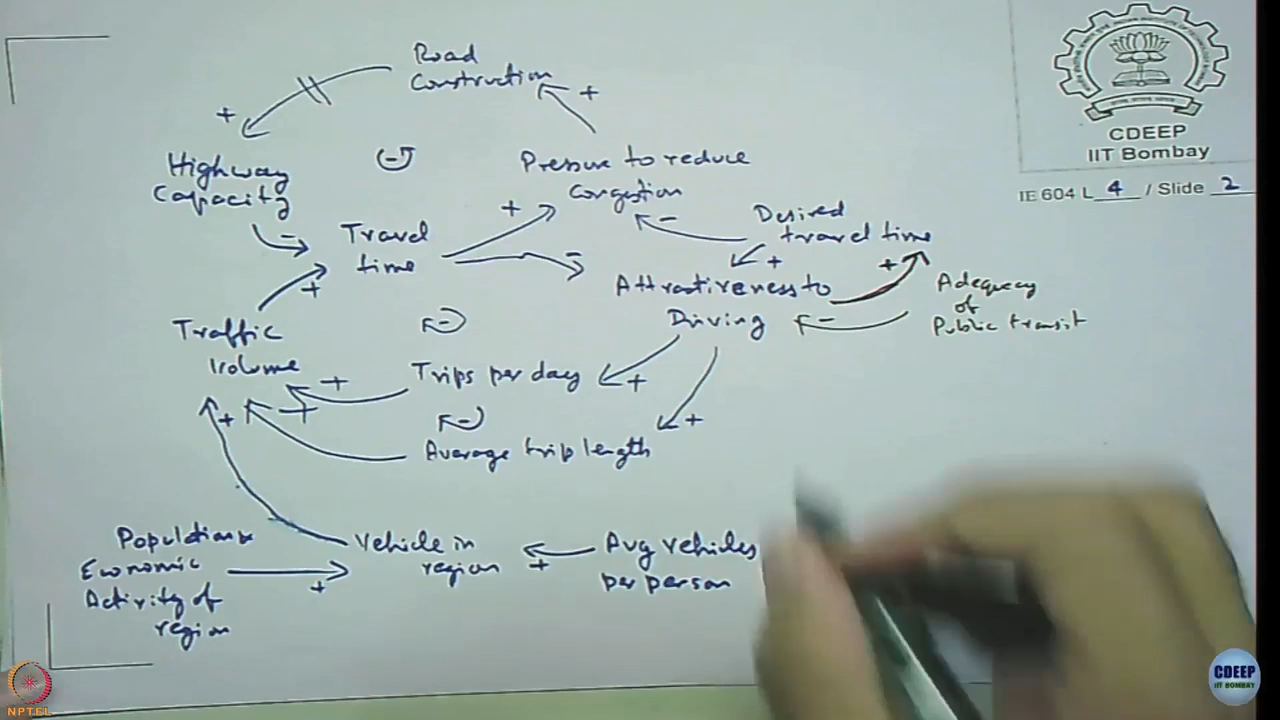 Road
Construction
+
+
Highway
Capacity
(-)
Pressure to reduce
Congestion
CDEEP
IIT Bombay
IE 604 L 4 / Slide 2
-
Travel
time
+
-
-
Desired
travel time
+
+
+
Attractiveness to
Driving
-
Adequacy
of
Public transit
Traffic
Volume
(-)
Trips per day
+
+
+
+
+
(-)
Average trip length
Population &
Economic
Activity of
region
+
Vehicle in
region
+
Avg vehicles
per person
NPTEL
CDEEP
IIT BOMBAY